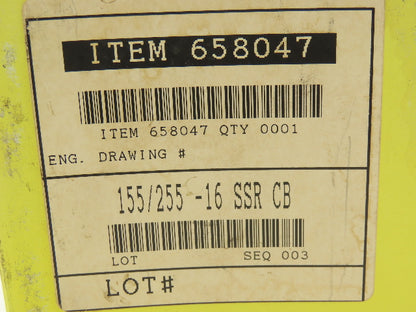 ITEM 658047
ITEM 658047 QTY 0001
ENG. DRAWING #
155/255 -16 SSR CB
LOT SEQ 003
LOT#